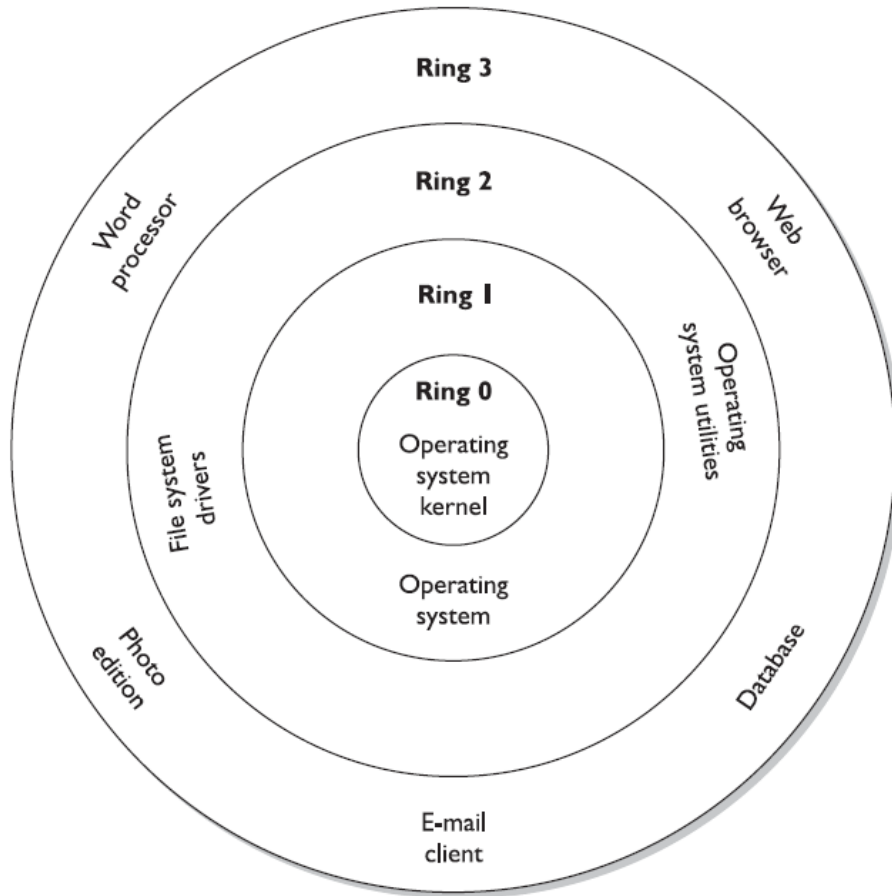 Ring 3
Word
processor
Web
browser
Ring 2
Operating
system utilities
File system
drivers
Ring 1
Ring 0
Operating
system
kernel
Operating
system
Photo
edition
Database
E-mail
client